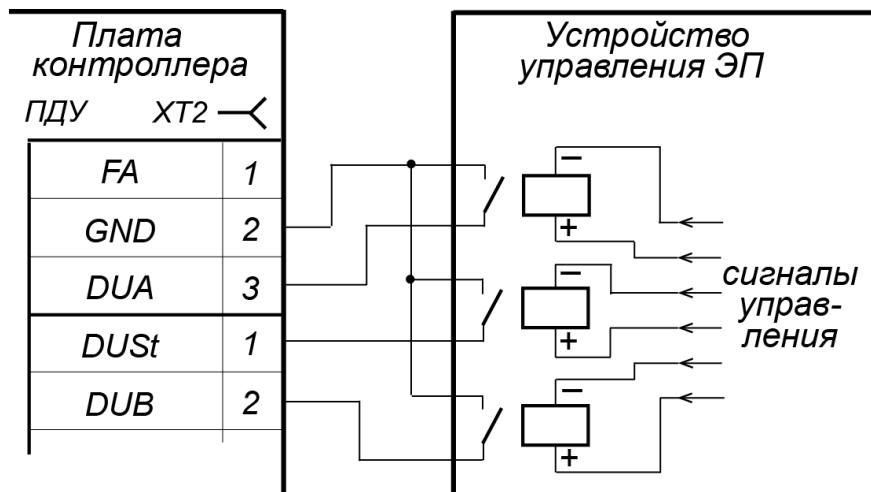 Плата
контроллера
ПДУ ХТ2
FA 1
GND 2
DUA 3
DUSt 1
DUB 2
Устройство
управления ЭП
−
+
−
+
−
+
сигналы
управ-
ления